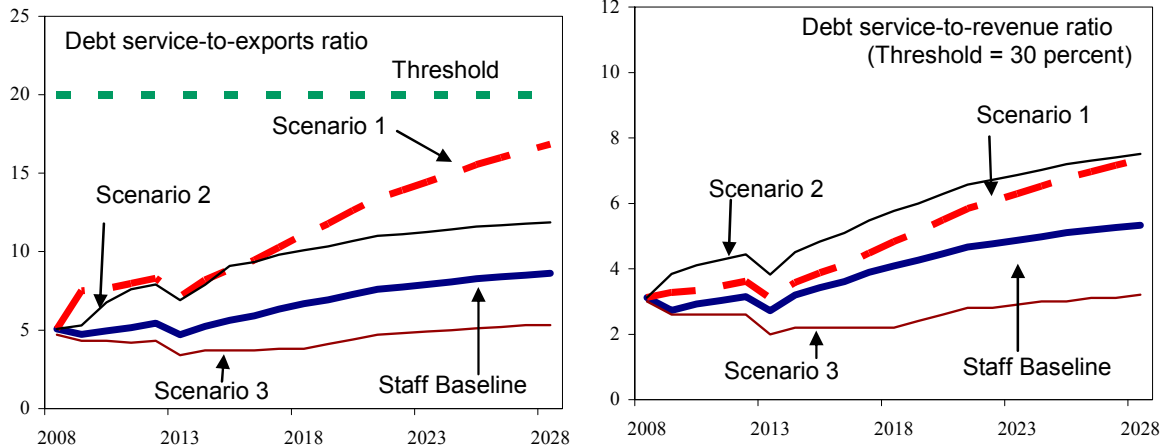 Debt service-to-exports ratio
25
20
15
10
5
0
Threshold
Scenario 1
Scenario 2
Scenario 3
Staff Baseline
2008 2013 2018 2023 2028
Debt service-to-revenue ratio
(Threshold = 30 percent)
12
10
8
6
4
2
0
Scenario 1
Scenario 2
Scenario 3
Staff Baseline
2008 2013 2018 2023 2028